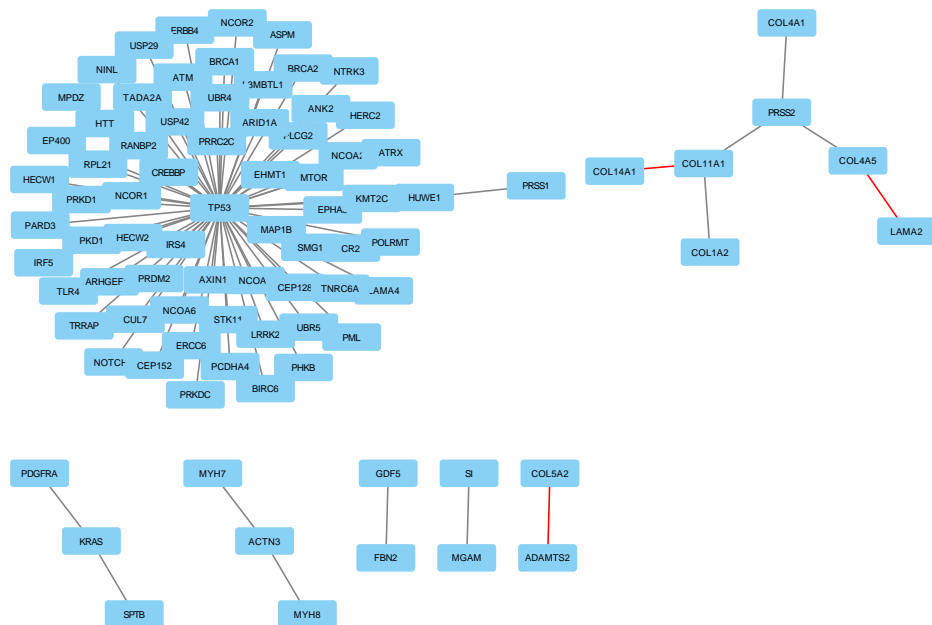 NCOR2
COL4A1
ERBB4
ASPM
USP29
BRCA1
BRCA2
NINL
NTRK3
ATM
L3MBTL1
MPDZ
TADA2A
UBR4
ANK2
HERC2
PRSS2
HTT
USP42
ARID1A
PLCG2
EP400
RANBP2
PRRC2C
NCOA2
ATRX
COL4A5
RPL21
COL14A1
COL11A1
CREBBP
EHMT1
MTOR
HECW1
PRSS1
PRKD1
NCOR1
KMT2C
HUWE1
TP53
EPHA
PARD3
MAP1B
LAMA2
PKD1
HECW2
IRS4
SMG1
CR2
POLRMT
COL1A2
IRF5
TLR4
ARHGEF
PRDM2
AXIN1
NCOA
CEP128
TNRC6A
LAMA4
TRRAP
CUL7
NCOA6
STK11
LRRK2
UBR5
PML
ERCC6
NOTCH
CEP152
PCDHA4
PHKB
PRKDC
BIRC6
PDGFRA
MYH7
GDF5
SI
COL5A2
KRAS
ACTN3
FBN2
MGAM
ADAMTS2
SPTB
MYH8